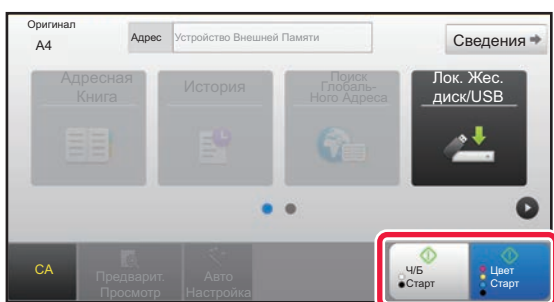 Оригинал
A4
Адрес
Устройство Внешней Памяти
Сведения
Адресная
Книга
История
Поиск
Глобаль-
Ного Адреса
Лок. Жес.
диск/USB
CA
Предварит.
Просмотр
Авто
Настройка
Ч/Б
Старт
Цвет
Старт